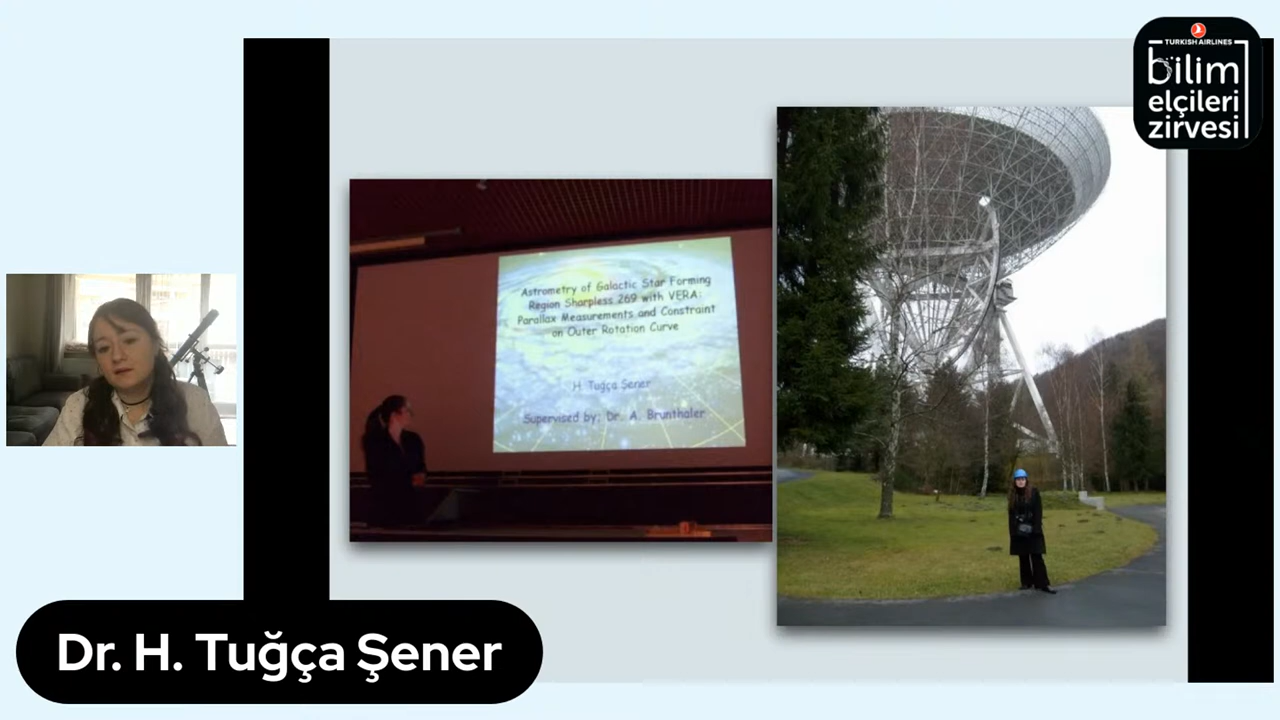 TURKISH AIRLINES
bilim
elçileri
zirvesi
Astrometry of Galactic Star Forming
Region Sharpless 269 with VERA:
Parallax Measurements and Constraint
on Outer Rotation Curve
H. Tuğça Şener
Supervised by: Dr. A. Brunthaler
Dr. H. Tuğça Şener